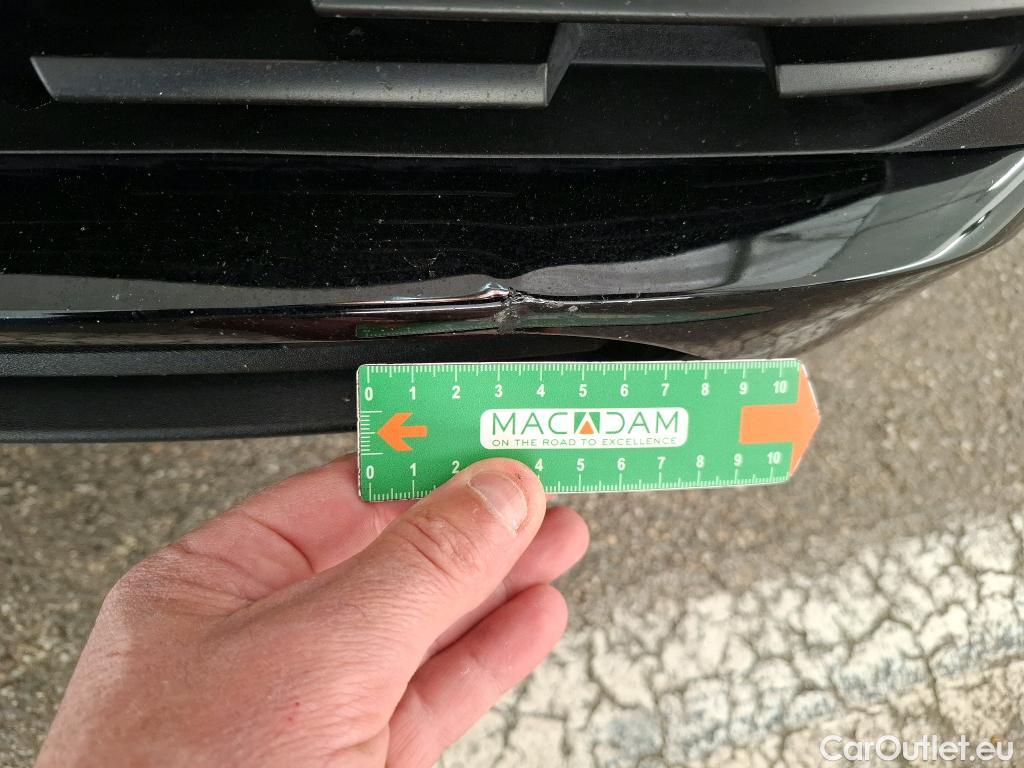 0 1 2 3 4 5 6 7 8 9 10
MACADAM
ON THE ROAD TO EXCELLENCE
0 1 2 4 5 6 7 8 9 10
CarOutlet.eu